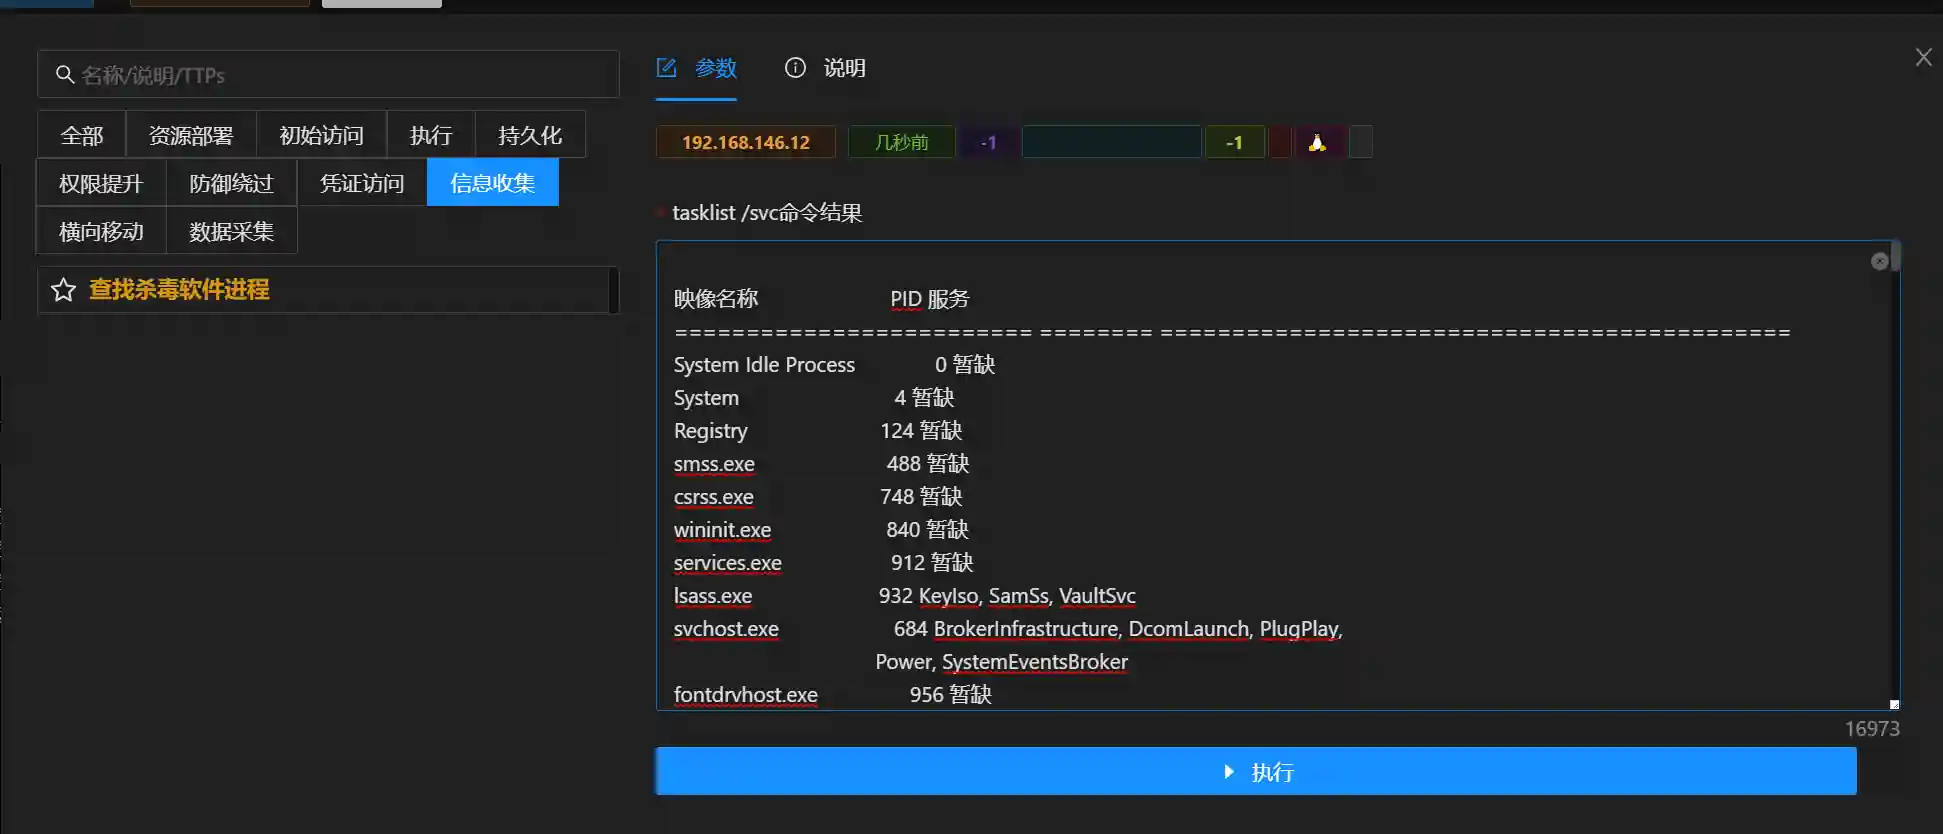 名称/说明/TTPs
全部 资源部署 初始访问 执行 持久化
权限提升 防御绕过 凭证访问 信息收集
横向移动 数据采集
查找杀毒软件进程
参数 说明
192.168.146.12 几秒前 -1 -1
* tasklist /svc命令结果
映像名称 PID 服务
========================= ======== ============================================
System Idle Process 0 暂缺
System 4 暂缺
Registry 124 暂缺
smss.exe 488 暂缺
csrss.exe 748 暂缺
wininit.exe 840 暂缺
services.exe 912 暂缺
lsass.exe 932 KeyIso, SamSs, VaultSvc
svchost.exe 684 BrokerInfrastructure, DcomLaunch, PlugPlay,
Power, SystemEventsBroker
fontdrvhost.exe 956 暂缺
16973
执行